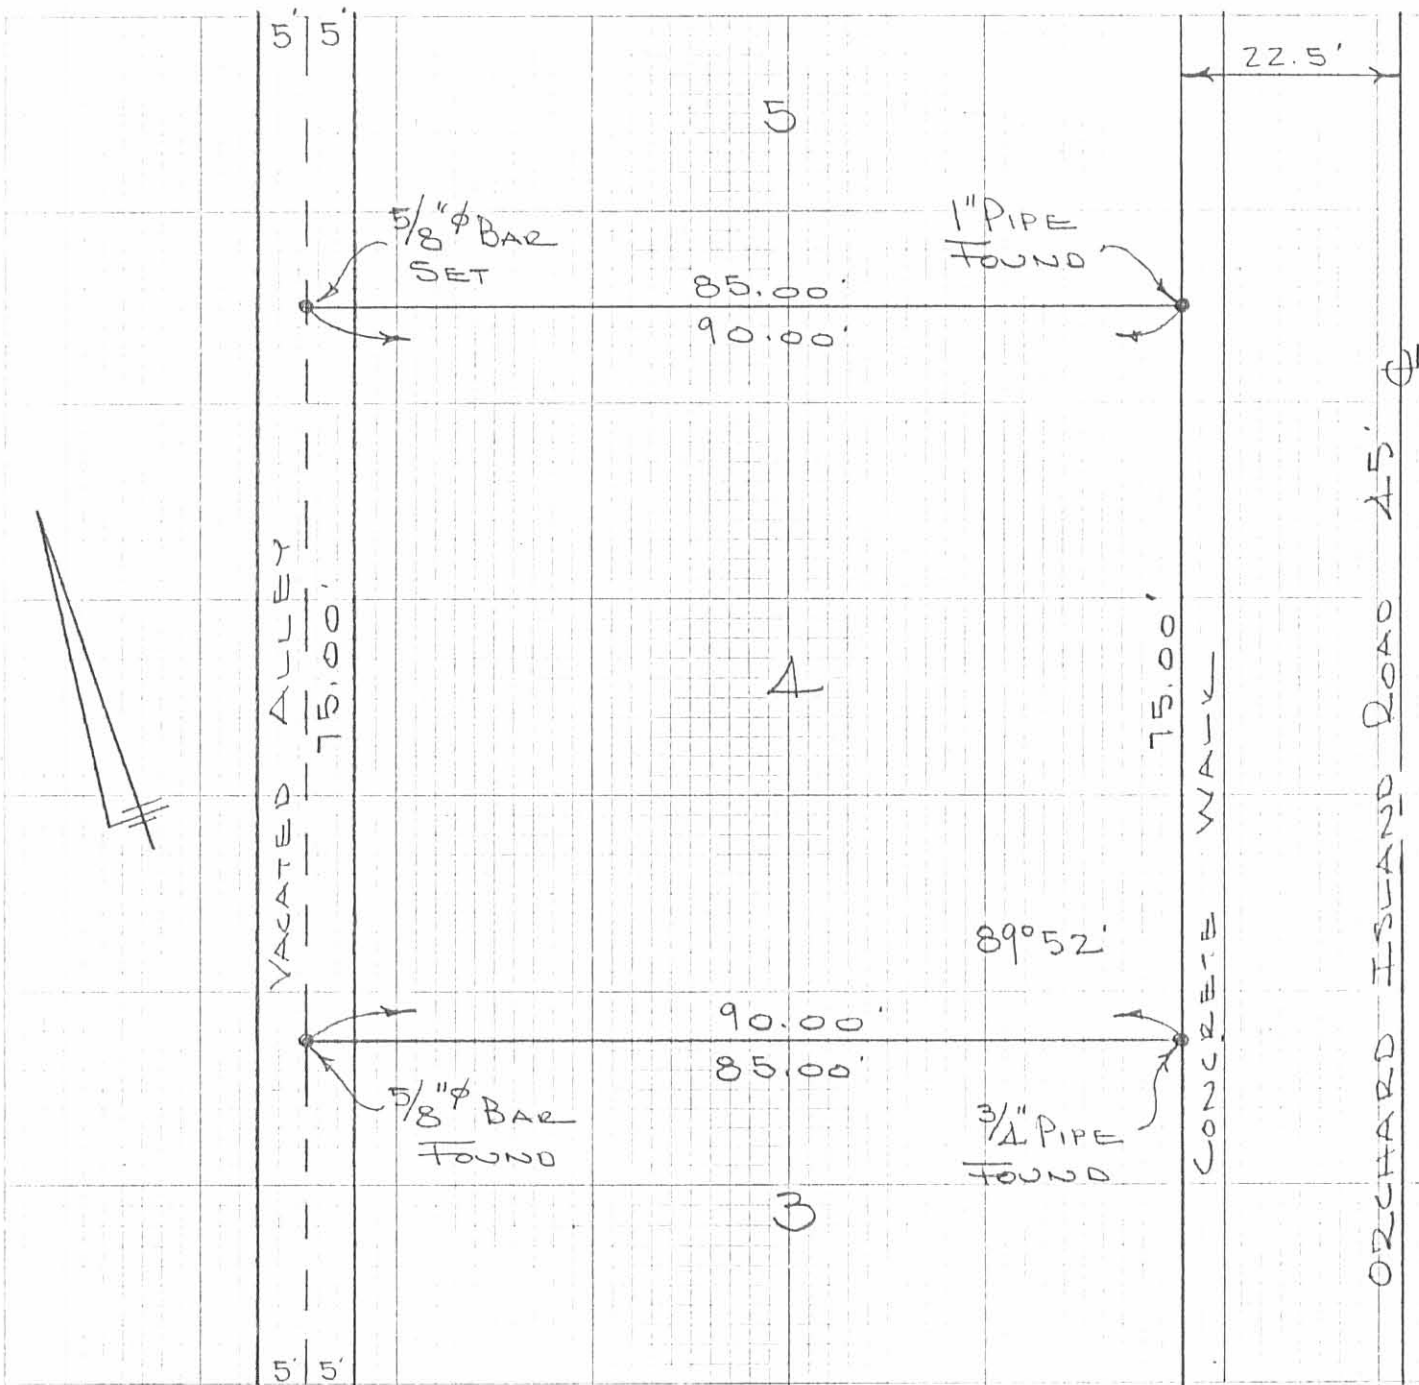 5' 5'
22.5'
5
5/8"φ BAR
SET
1" PIPE
FOUND
85.00'
90.00'
VACATED ALLEY
75.00'
4
75.00'
CONCRETE WALK
ORCHARD ISLAND ROAD 45' ℄
89°52'
90.00'
85.00'
5/8"φ BAR
FOUND
3/4" PIPE
FOUND
3
5' 5'